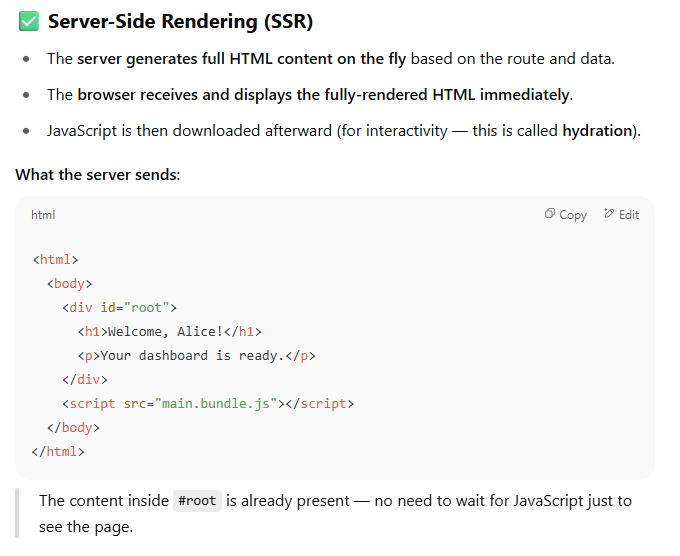 ✅ Server-Side Rendering (SSR)
• The server generates full HTML content on the fly based on the route and data.
• The browser receives and displays the fully-rendered HTML immediately.
• JavaScript is then downloaded afterward (for interactivity — this is called hydration).
What the server sends:
html Copy Edit
<html>
  <body>
    <div id="root">
      <h1>Welcome, Alice!</h1>
      <p>Your dashboard is ready.</p>
    </div>
    <script src="main.bundle.js"></script>
  </body>
</html>
The content inside #root is already present — no need to wait for JavaScript just to
see the page.